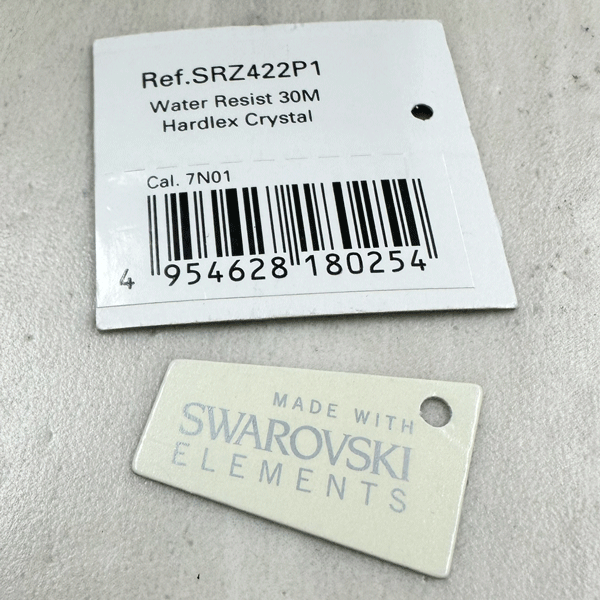 Ref.SRZ422P1
Water Resist 30M
Hardlex Crystal
Cal. 7N01
4 954628 180254
MADE WITH
SWAROVSKI
ELEMENTS